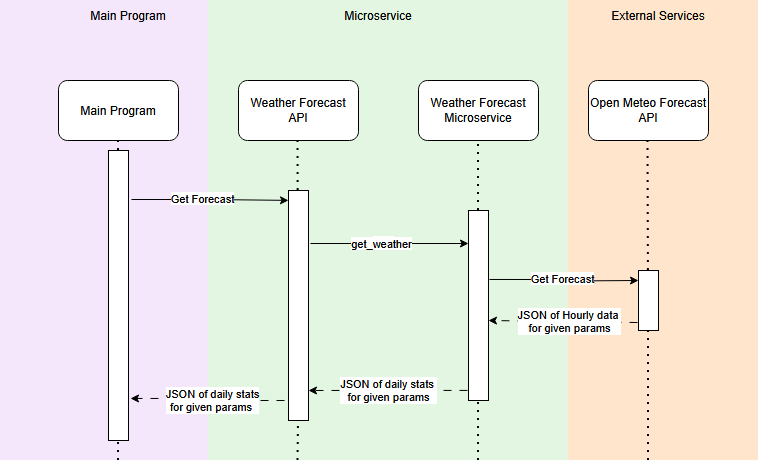 Main Program
Microservice
External Services
Main Program
Weather Forecast
API
Weather Forecast
Microservice
Open Meteo Forecast
API
Get Forecast
get_weather
Get Forecast
JSON of Hourly data
for given params
JSON of daily stats
for given params
JSON of daily stats
for given params